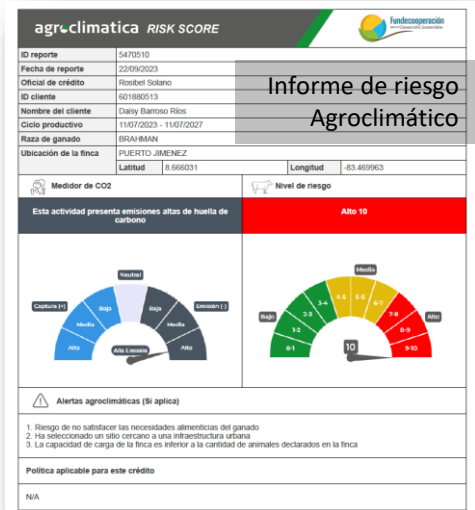 agroclimatica RISK SCORE
Fundecooperación
para el Desarrollo Sostenible
Informe de riesgo
Agroclimático
ID reporte 5470510
Fecha de reporte 22/09/2023
Oficial de crédito Rosibel Solano
ID cliente 601880513
Nombre del cliente Daisy Barroso Ríos
Ciclo productivo 11/07/2023 - 11/07/2027
Raza de ganado BRAHMAN
Ubicación de la finca PUERTO JIMENEZ
Latitud 8.666031 Longitud -83.469963
Medidor de CO2 Nivel de riesgo
Esta actividad presenta emisiones altas de huella de
carbono
Alto 10
Neutral
Captura (+) Baja Baja Emisión (-)
Media Media
Alta Alta Emisión Alta
Medio
Bajo 0-1 1-2 2-3 3-4 4-5 5-6 6-7 7-8 8-9 9-10 Alto
10
Alertas agroclimáticas (Si aplica)
1. Riesgo de no satisfacer las necesidades alimenticias del ganado
2. Ha seleccionado un sitio cercano a una infraestructura urbana
3. La capacidad de carga de la finca es inferior a la cantidad de animales declarados en la finca
Política aplicable para este crédito
N/A